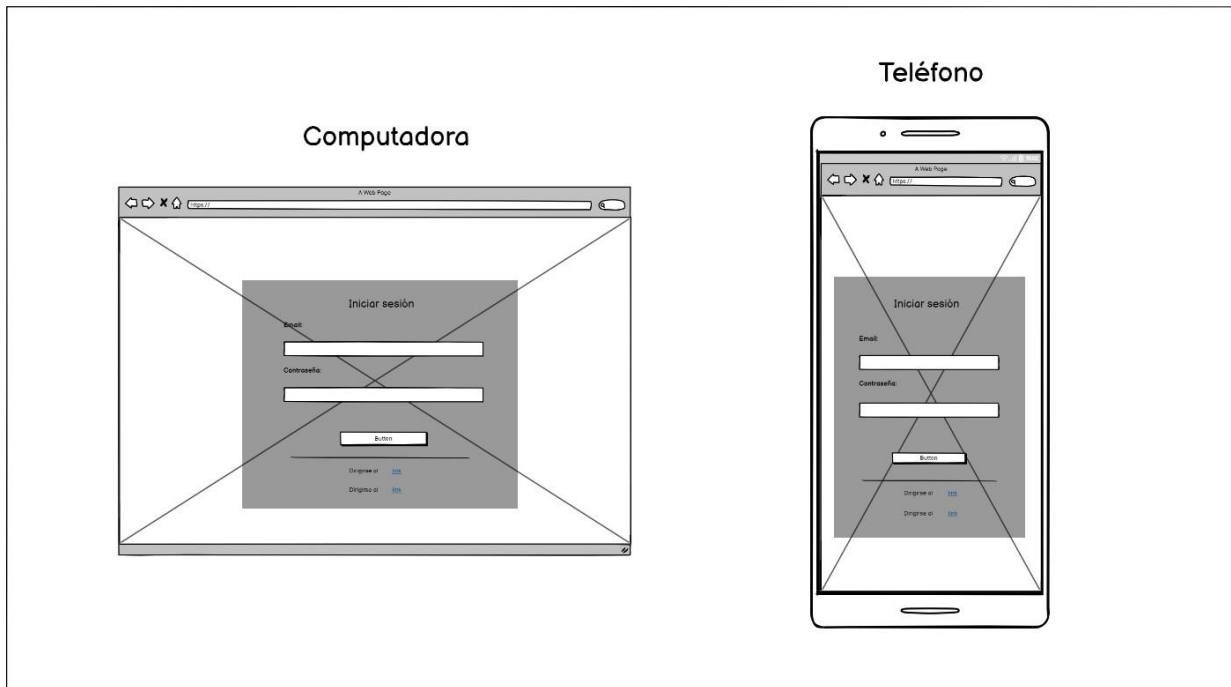 Teléfono
Computadora
A Web Page
https://
Iniciar sesión
Email:
Contraseña:
Button
Dirigirse al link
Dirigirse al link
A Web Page
https://
Iniciar sesión
Email:
Contraseña:
Button
Dirigirse al link
Dirigirse al link